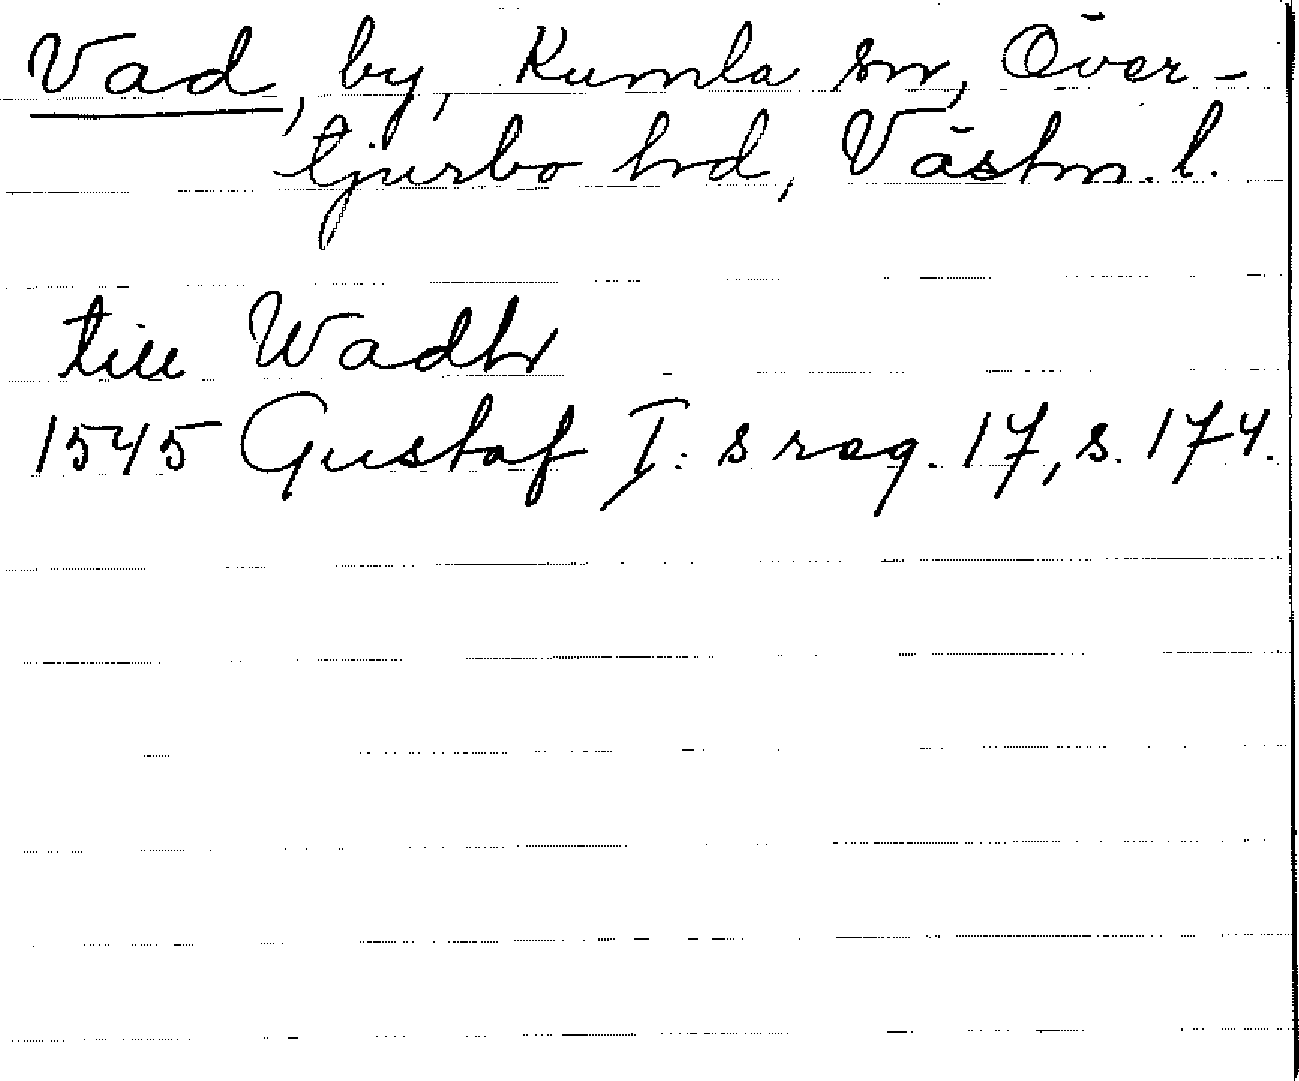 Vad, by, Kumla sn, Över-
tjurbo hd, Västm. l.
till Wadh
1545 Gustaf I:s reg. 17, s. 174.